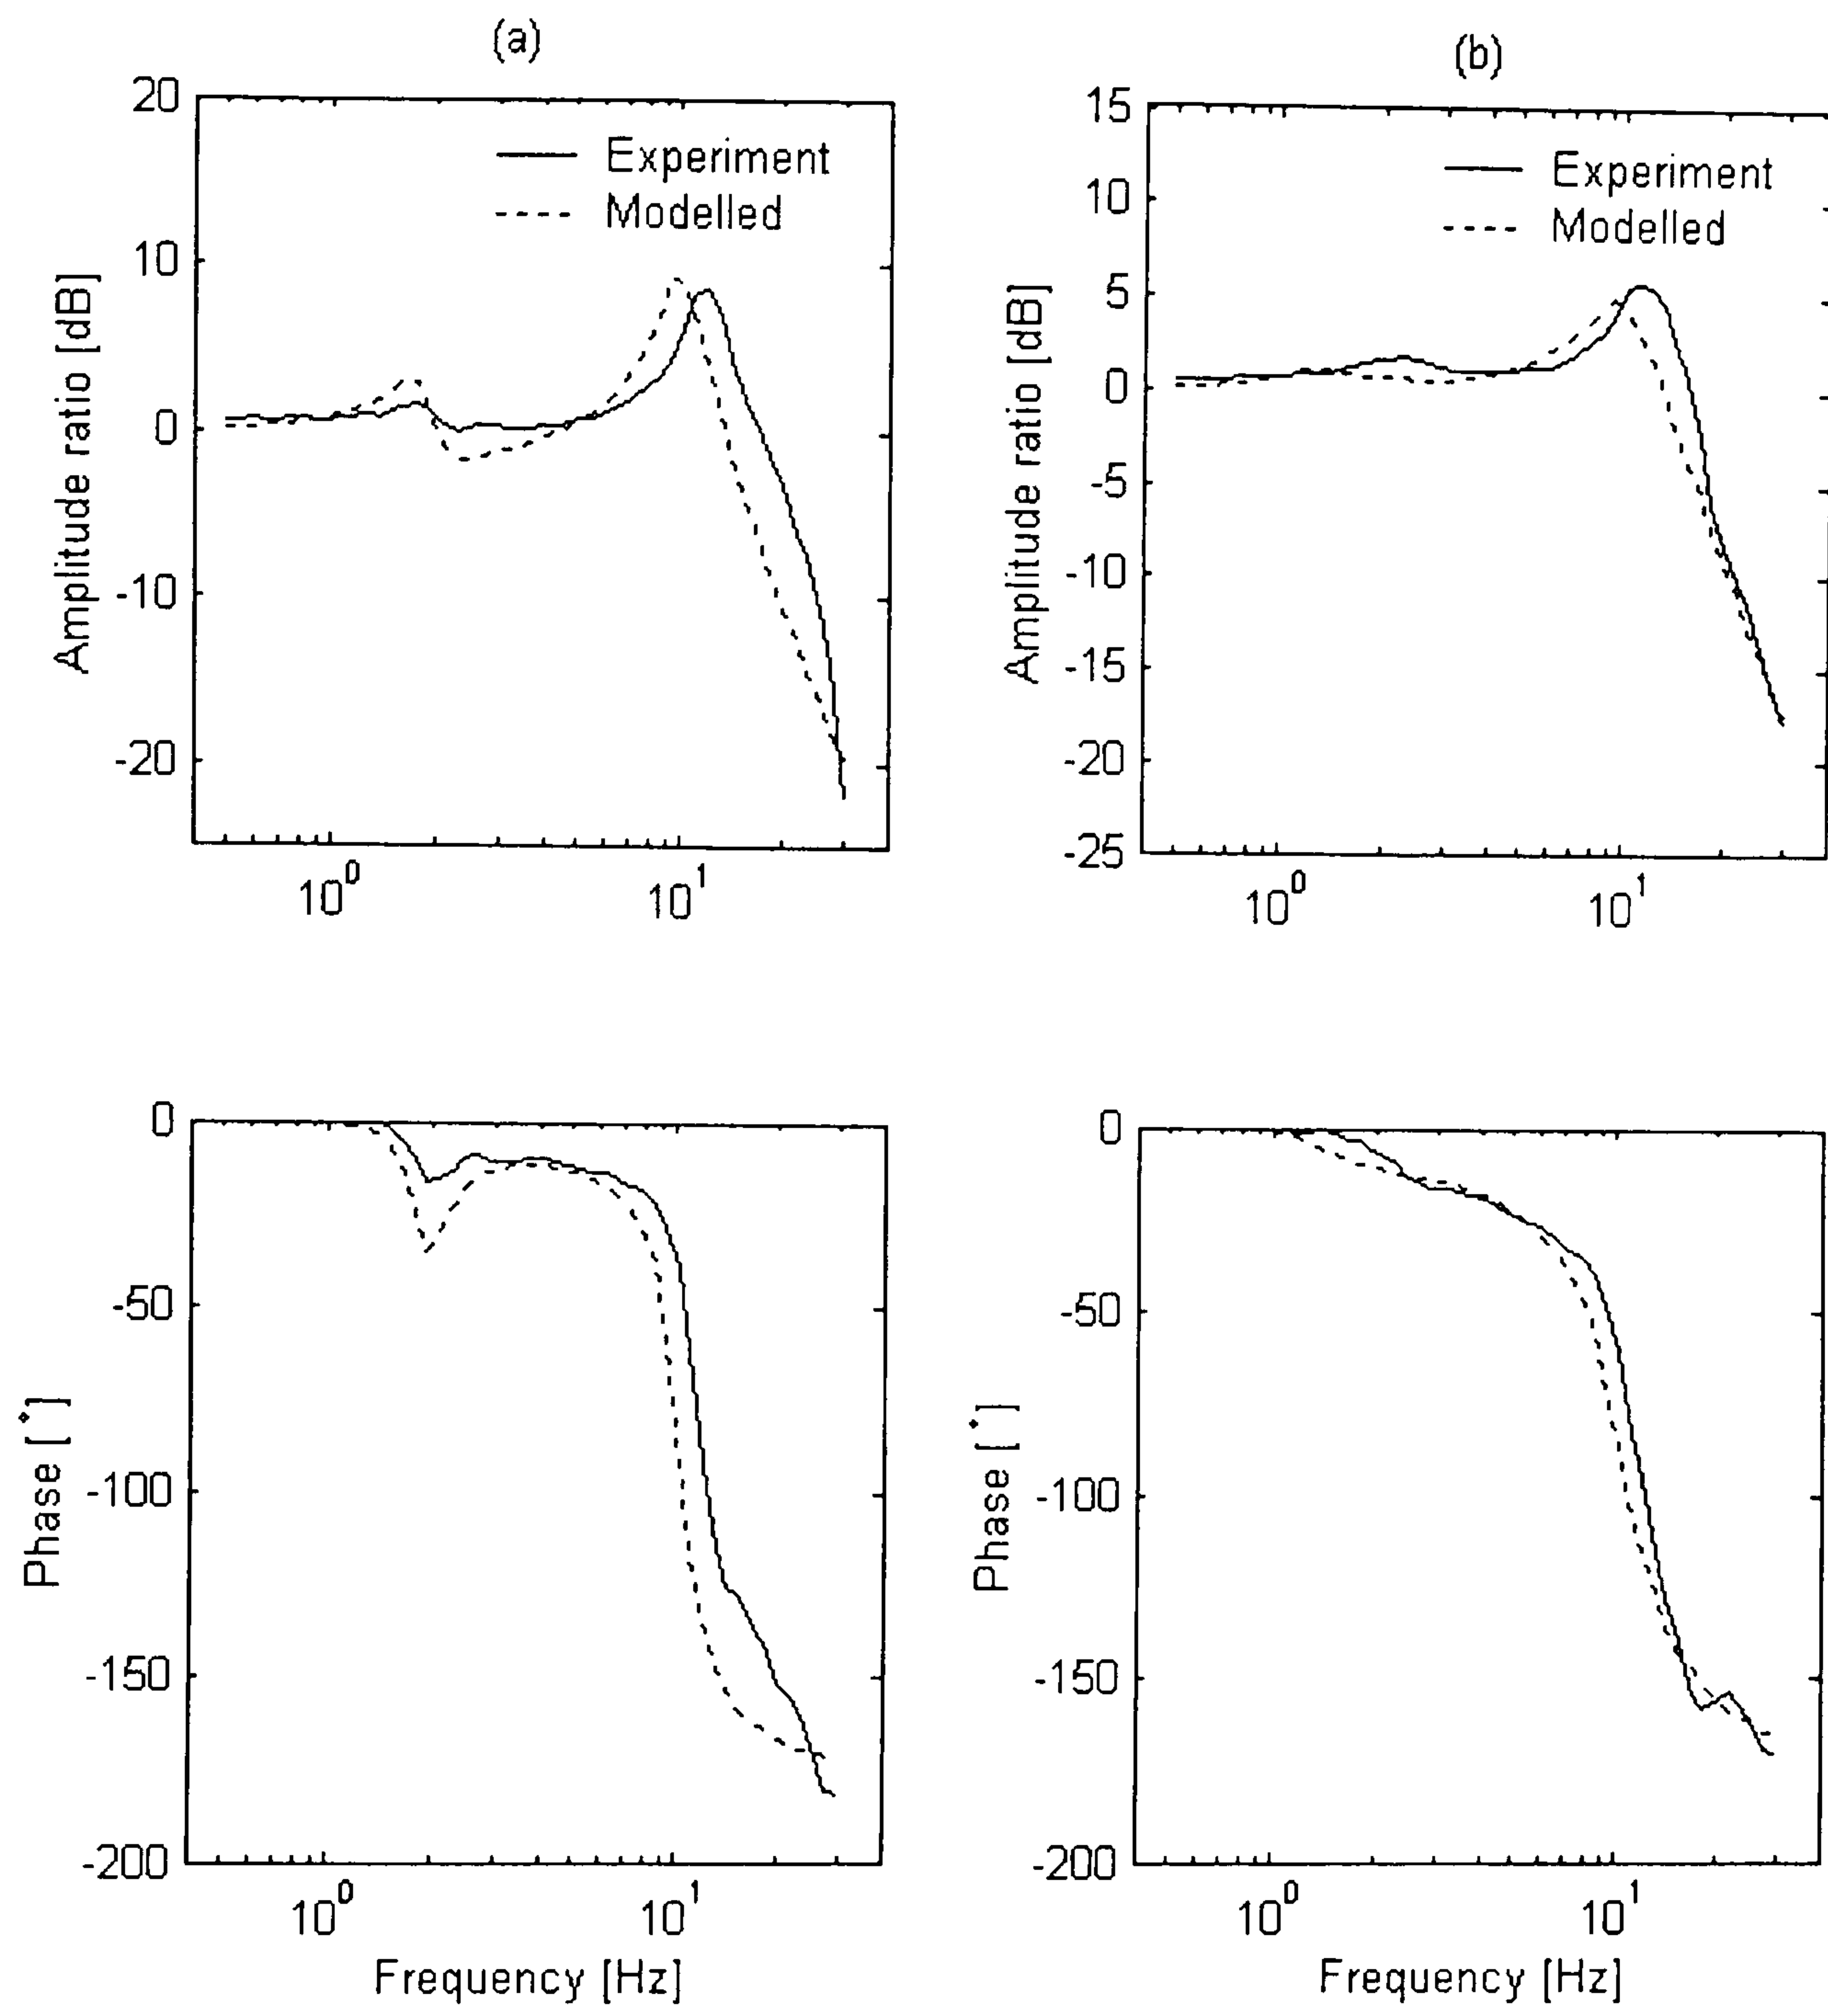 (a)
20
10
0
-10
-20
Amplitude ratio [dB]
Experiment
Modelled
10^0
10^1
(b)
15
10
5
0
-5
-10
-15
-20
-25
Amplitude ratio [dB]
Experiment
Modelled
10^0
10^1
0
-50
-100
-150
-200
Phase [°]
10^0
10^1
Frequency [Hz]
0
-50
-100
-150
-200
Phase [°]
10^0
10^1
Frequency [Hz]